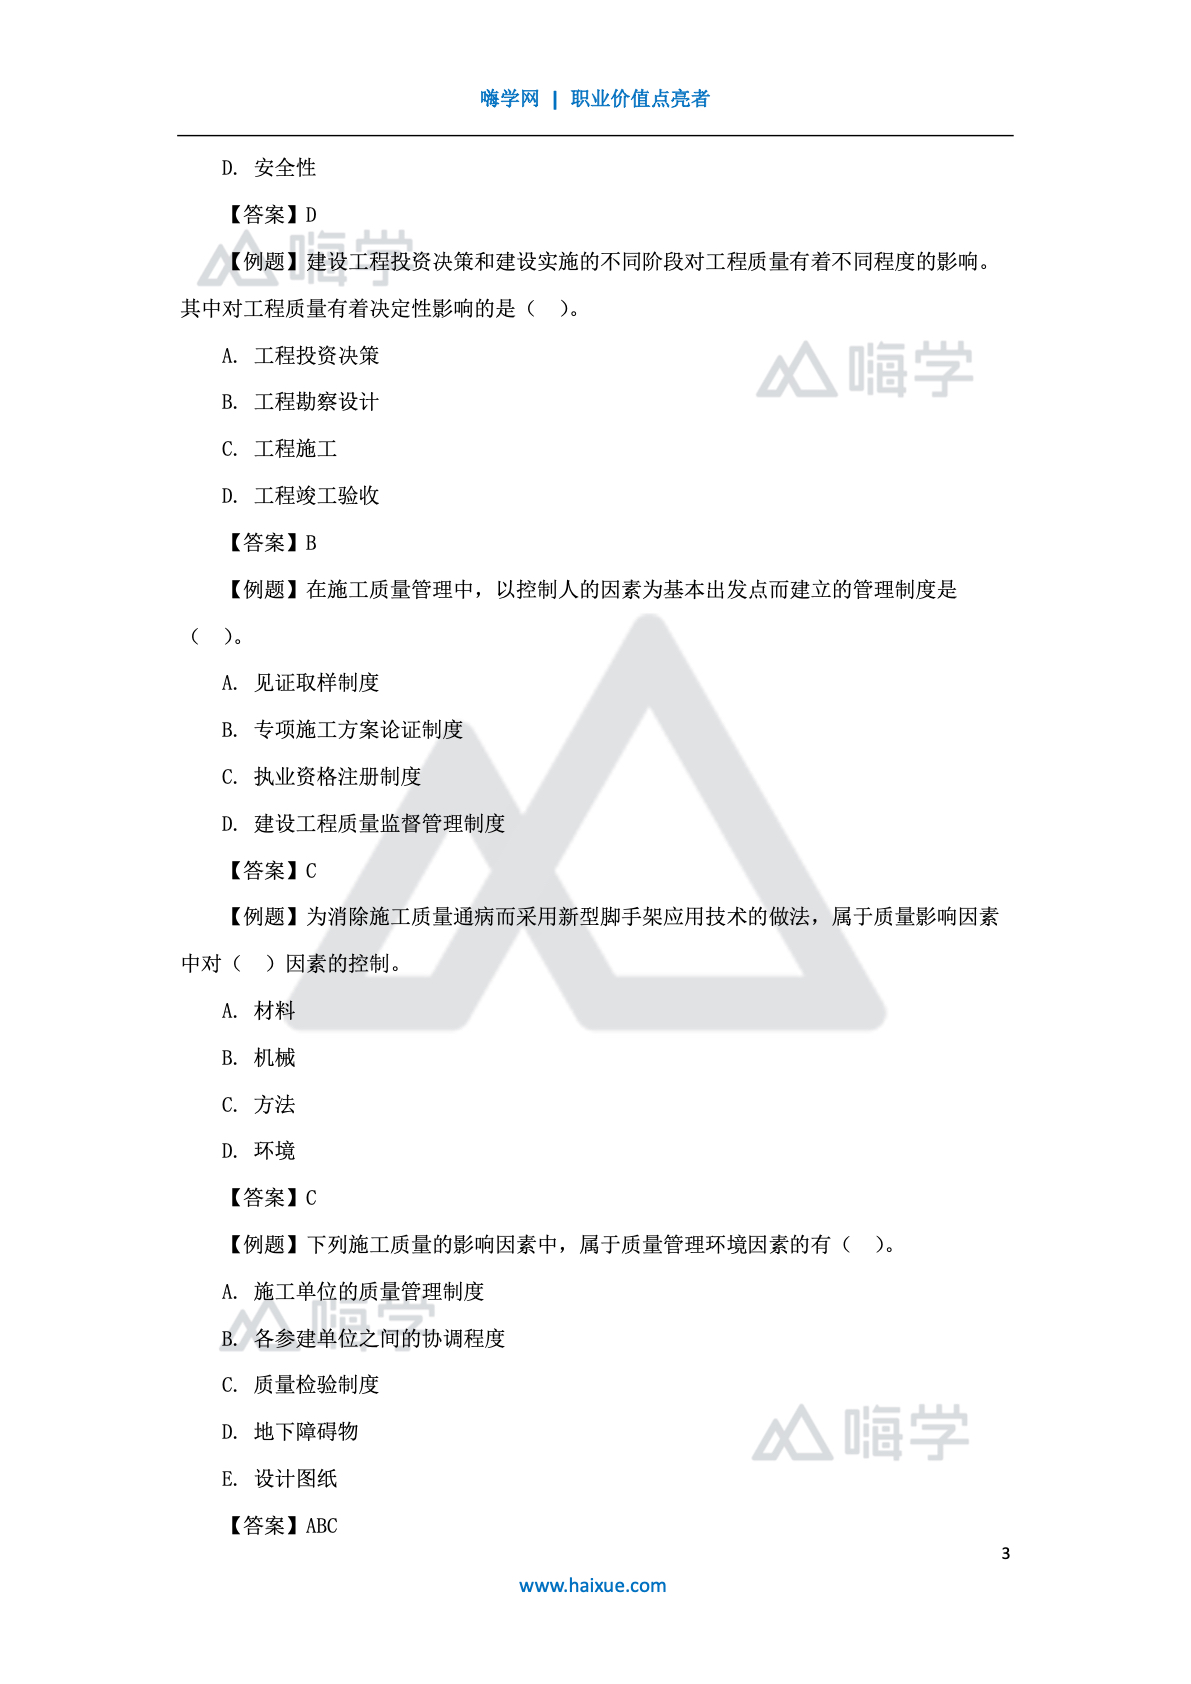 嗨学网 | 职业价值点亮者
D. 安全性
【答案】D
【例题】建设工程投资决策和建设实施的不同阶段对工程质量有着不同程度的影响。
其中对工程质量有着决定性影响的是（ ）。
A. 工程投资决策
B. 工程勘察设计
C. 工程施工
D. 工程竣工验收
【答案】B
【例题】在施工质量管理中，以控制人的因素为基本出发点而建立的管理制度是
（ ）。
A. 见证取样制度
B. 专项施工方案论证制度
C. 执业资格注册制度
D. 建设工程质量监督管理制度
【答案】C
【例题】为消除施工质量通病而采用新型脚手架应用技术的做法，属于质量影响因素
中对（ ）因素的控制。
A. 材料
B. 机械
C. 方法
D. 环境
【答案】C
【例题】下列施工质量的影响因素中，属于质量管理环境因素的有（ ）。
A. 施工单位的质量管理制度
B. 各参建单位之间的协调程度
C. 质量检验制度
D. 地下障碍物
E. 设计图纸
【答案】ABC
3
www.haixue.com
嗨学
嗨学
嗨学
嗨学